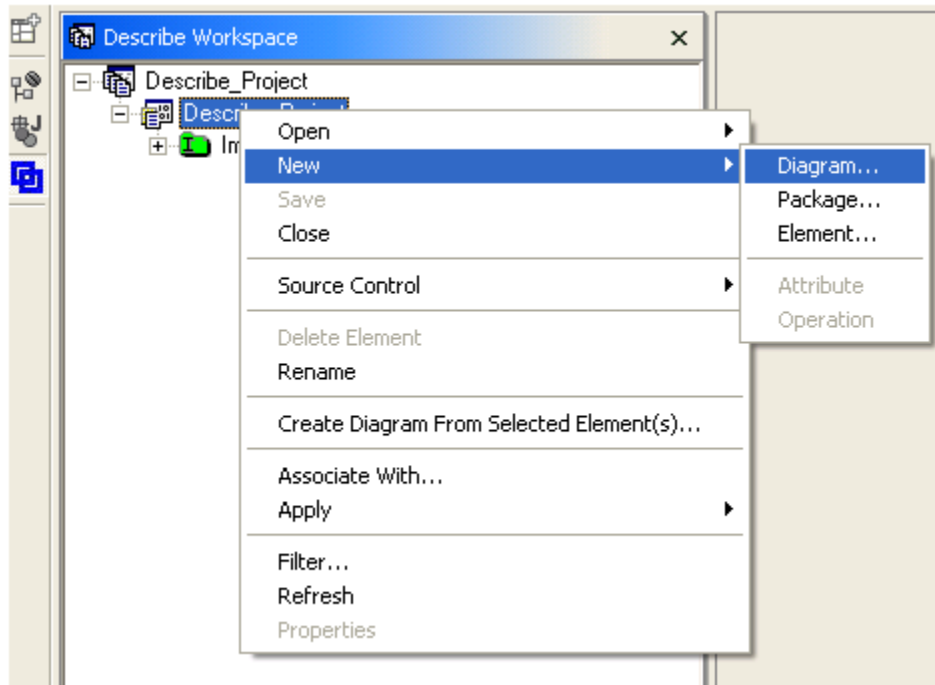 Describe Workspace
Describe_Project
Open
New
Save
Close
Source Control
Delete Element
Rename
Create Diagram From Selected Element(s)...
Associate With...
Apply
Filter...
Refresh
Properties
Diagram...
Package...
Element...
Attribute
Operation